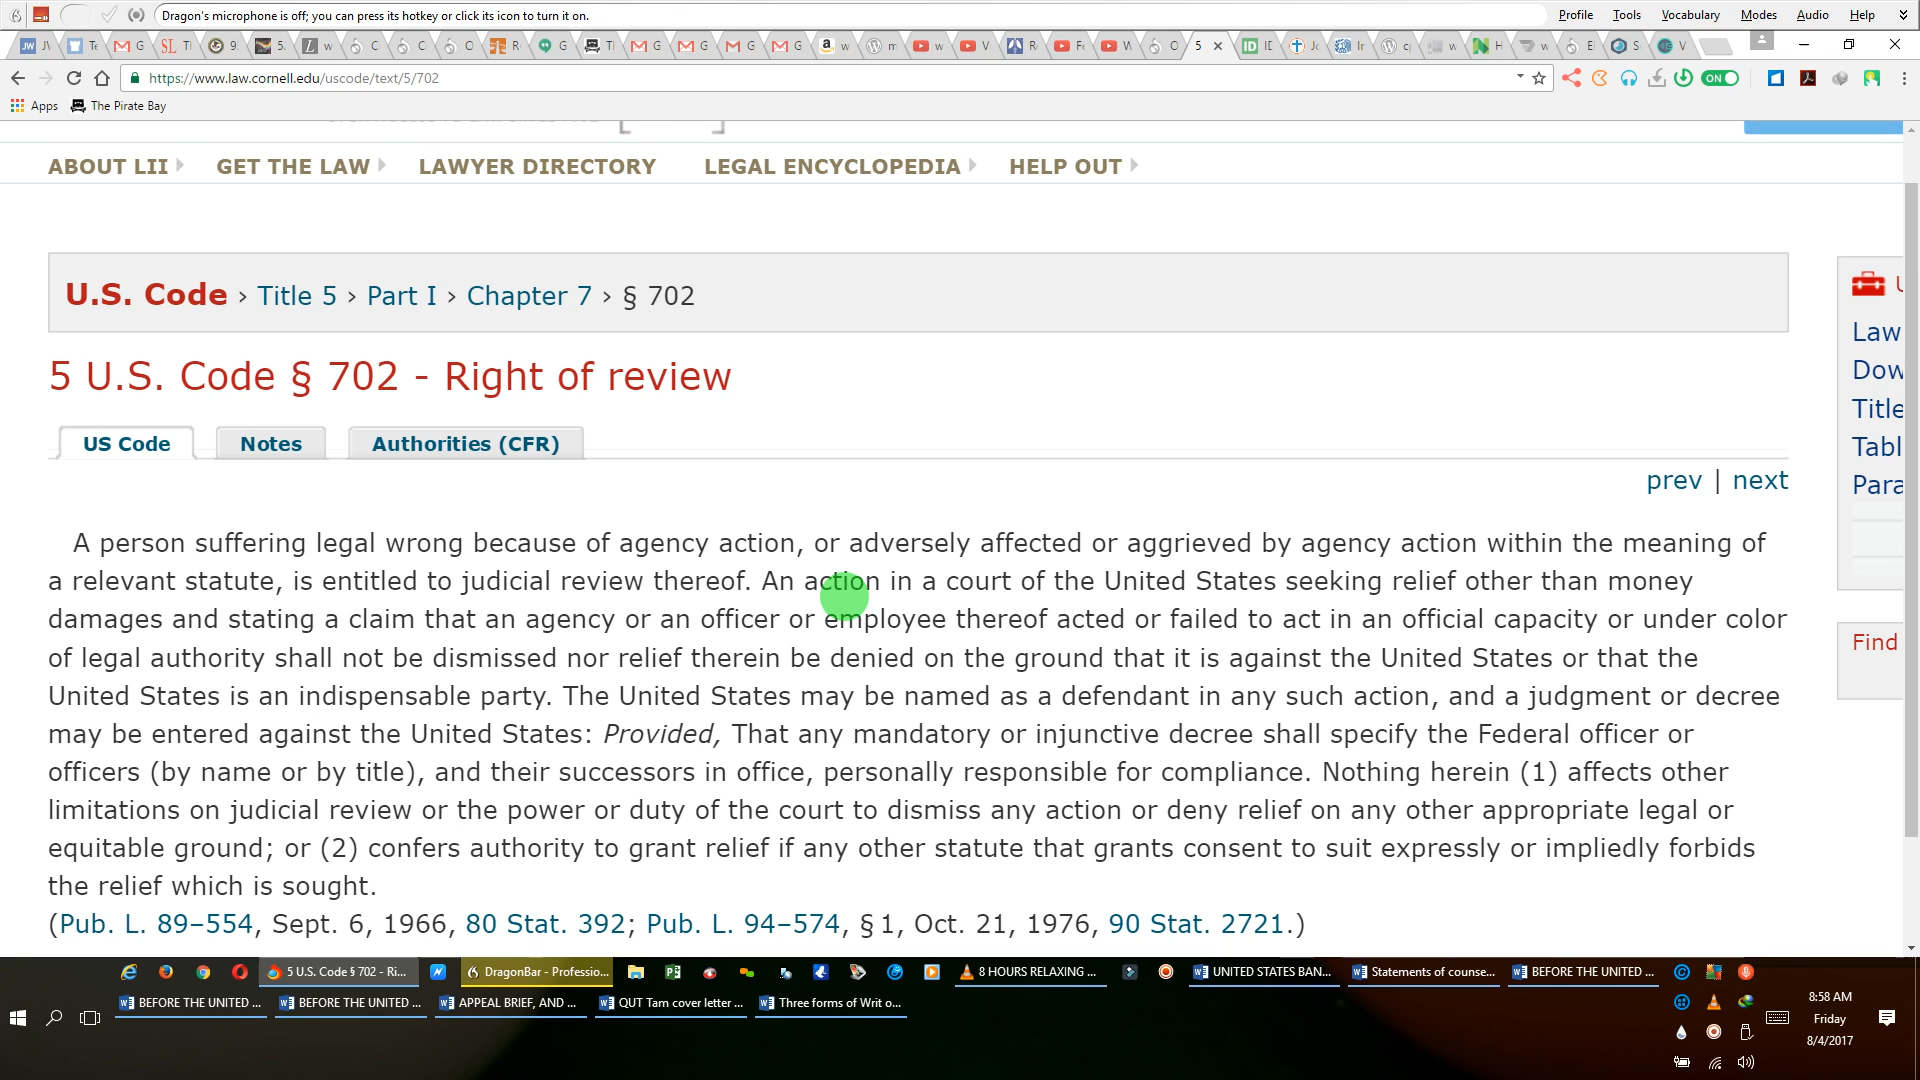 Dragon's microphone is off; you can press its hotkey or click its icon to turn it on.
Profile Tools Vocabulary Modes Audio Help
https://www.law.cornell.edu/uscode/text/5/702
ON
Apps The Pirate Bay
ABOUT LII GET THE LAW LAWYER DIRECTORY LEGAL ENCYCLOPEDIA HELP OUT
U.S. Code › Title 5 › Part I › Chapter 7 › § 702
5 U.S. Code § 702 - Right of review
US Code Notes Authorities (CFR)
prev | next
A person suffering legal wrong because of agency action, or adversely affected or aggrieved by agency action within the meaning of
a relevant statute, is entitled to judicial review thereof. An action in a court of the United States seeking relief other than money
damages and stating a claim that an agency or an officer or employee thereof acted or failed to act in an official capacity or under color
of legal authority shall not be dismissed nor relief therein be denied on the ground that it is against the United States or that the
United States is an indispensable party. The United States may be named as a defendant in any such action, and a judgment or decree
may be entered against the United States: Provided, That any mandatory or injunctive decree shall specify the Federal officer or
officers (by name or by title), and their successors in office, personally responsible for compliance. Nothing herein (1) affects other
limitations on judicial review or the power or duty of the court to dismiss any action or deny relief on any other appropriate legal or
equitable ground; or (2) confers authority to grant relief if any other statute that grants consent to suit expressly or impliedly forbids
the relief which is sought.
(Pub. L. 89–554, Sept. 6, 1966, 80 Stat. 392; Pub. L. 94–574, § 1, Oct. 21, 1976, 90 Stat. 2721.)
Law
Dow
Title
Tabl
Para
Find
5 U.S. Code § 702 - Ri... DragonBar - Professio... 8 HOURS RELAXING ... UNITED STATES BAN... Statements of counse... BEFORE THE UNITED ...
BEFORE THE UNITED ... BEFORE THE UNITED ... APPEAL BRIEF, AND ... QUT Tam cover letter ... Three forms of Writ o...
8:58 AM
Friday
8/4/2017